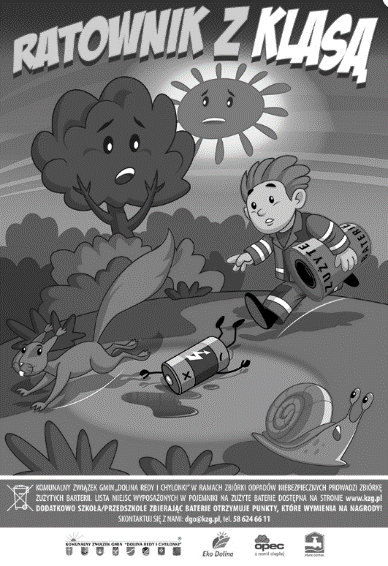 RATOWNIK Z KLASĄ
ZUŻYTE
BATERIE
+
-
KOMUNALNY ZWIĄZEK GMIN „DOLINA REDY I CHYLONKI" W RAMACH ZBIÓRKI ODPADÓW NIEBEZPIECZNYCH PROWADZI ZBIÓRKĘ
ZUŻYTYCH BATERII. LISTA MIEJSC WYPOSAŻONYCH W POJEMNIKI NA ZUŻYTE BATERIE DOSTĘPNA NA STRONIE www.kzg.pl.
DODATKOWO SZKOŁA/PRZEDSZKOLE ZBIERAJĄC BATERIE OTRZYMUJE PUNKTY, KTÓRE WYMIENIA NA NAGRODY!
SKONTAKTUJ SIĘ Z NAMI: dgo@kzg.pl, tel. 58 624 66 11
KOMUNALNY ZWIĄZEK GMIN "DOLINA REDY I CHYLONKI"
Eko Dolina
opec
z nami cieplej